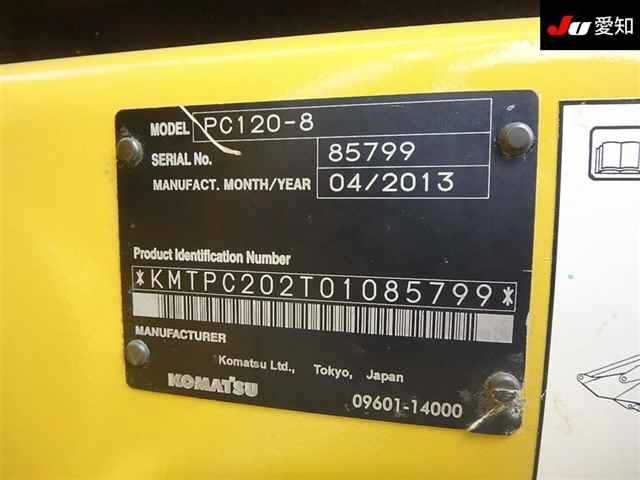 JU 愛知
MODEL PC120-8
SERIAL No. 85799
MANUFACT. MONTH/YEAR 04/2013
Product Identification Number
*KMTPC202T01085799*
MANUFACTURER
Komatsu Ltd., Tokyo, Japan
KOMATSU
09601-14000